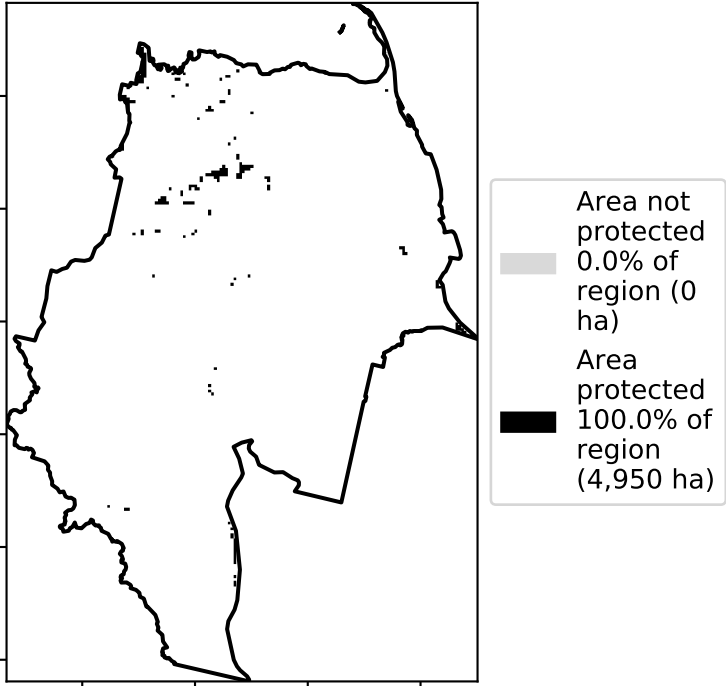 Area not
protected
0.0% of
region (0
ha)
Area
protected
100.0% of
region
(4,950 ha)